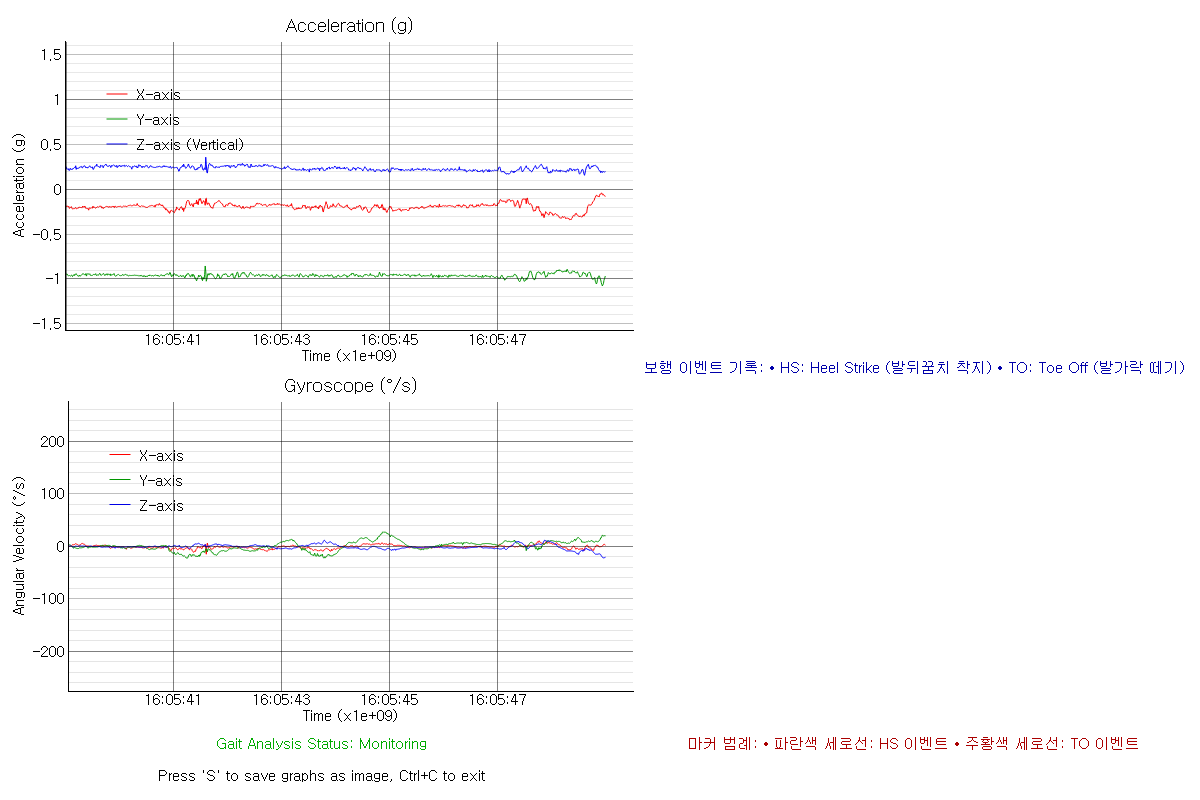 Acceleration (g)
1.5
1
0.5
0
−0.5
−1
−1.5
Acceleration (g)
X-axis
Y-axis
Z-axis (Vertical)
16:05:41 16:05:43 16:05:45 16:05:47
Time (x1e+09)
보행 이벤트 기록: • HS: Heel Strike (발뒤꿈치 착지) • TO: Toe Off (발가락 떼기)
Gyroscope (°/s)
200
100
0
−100
−200
Angular Velocity (°/s)
X-axis
Y-axis
Z-axis
16:05:41 16:05:43 16:05:45 16:05:47
Time (x1e+09)
Gait Analysis Status: Monitoring
마커 범례: • 파란색 세로선: HS 이벤트 • 주황색 세로선: TO 이벤트
Press 'S' to save graphs as image, Ctrl+C to exit